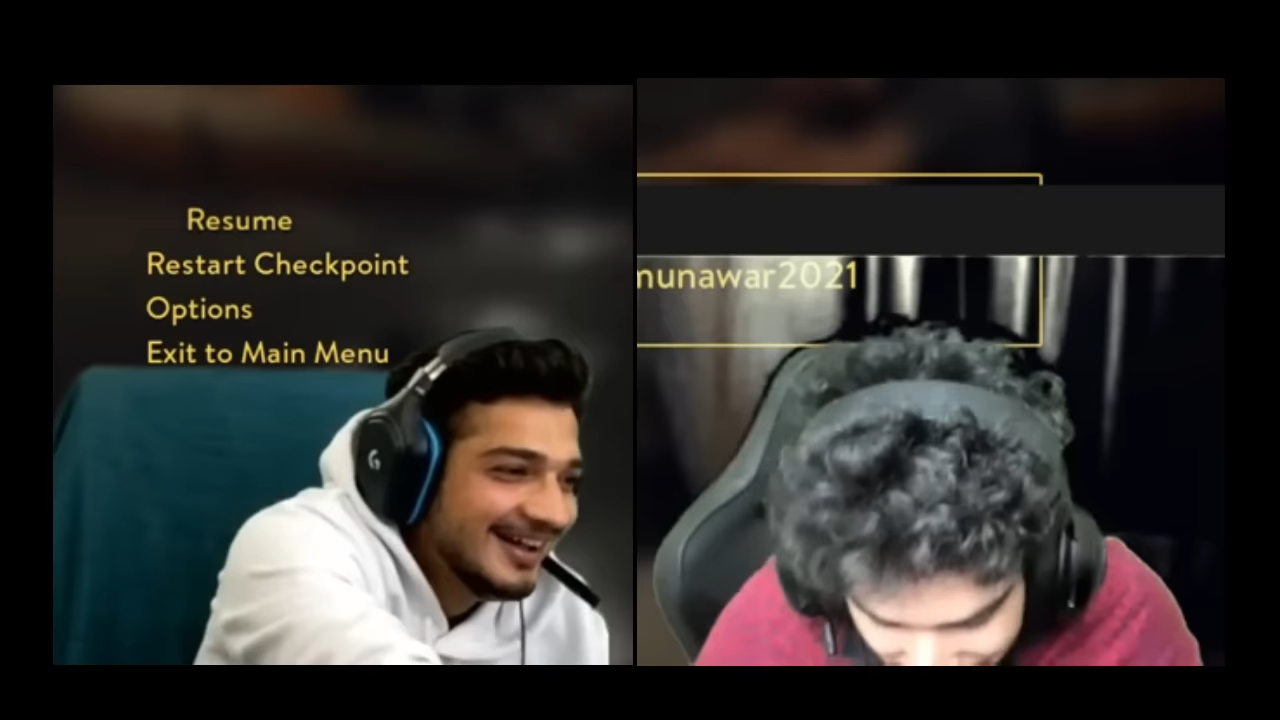 Resume
Restart Checkpoint
Options
Exit to Main Menu
munawar2021